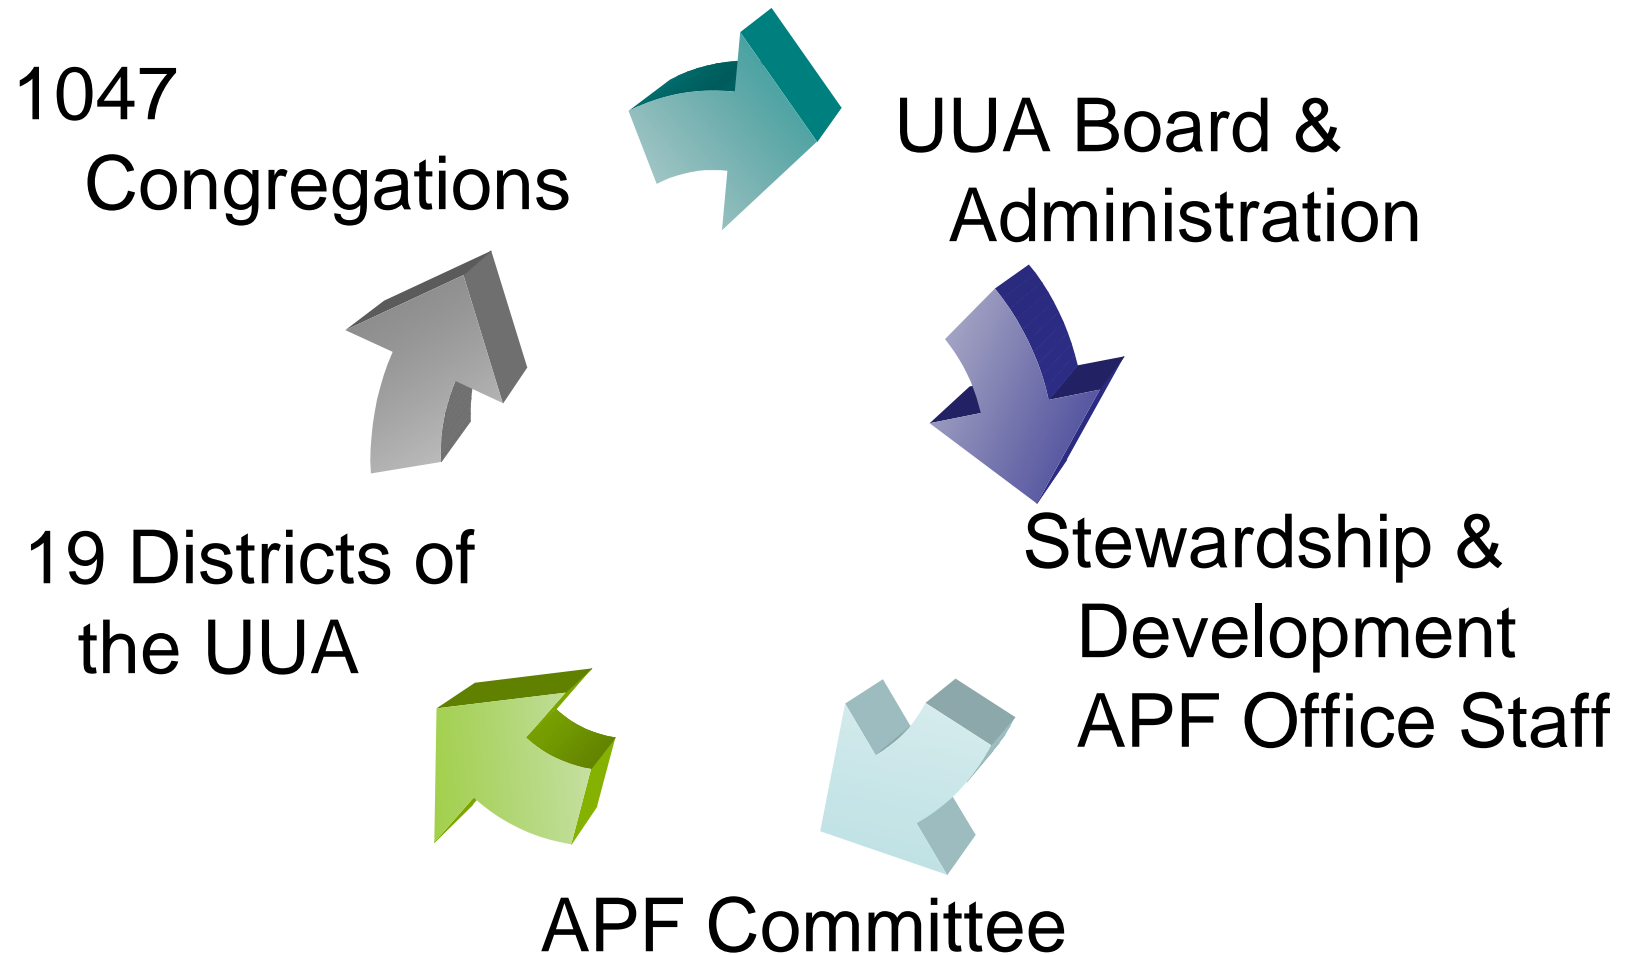 1047
Congregations
UUA Board &
Administration
Stewardship &
Development
APF Office Staff
APF Committee
19 Districts of
the UUA